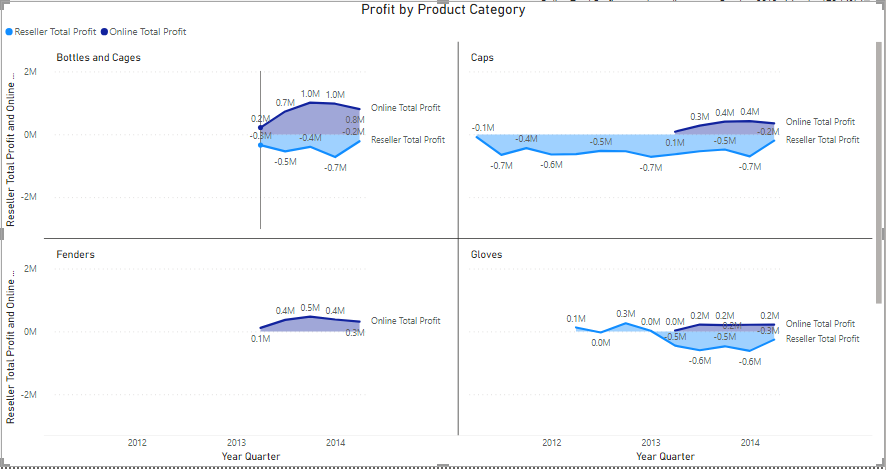 Profit by Product Category
Reseller Total Profit Online Total Profit
Bottles and Cages
Caps
Reseller Total Profit and Online ...
2M
0M
-2M
0.2M
0.7M
1.0M
1.0M
0.8M
Online Total Profit
-0.3M
-0.5M
-0.4M
-0.7M
-0.2M
Reseller Total Profit
-0.1M
-0.7M
-0.4M
-0.6M
-0.5M
-0.7M
0.1M
0.3M
0.4M
0.4M
Online Total Profit
-0.5M
-0.7M
-0.2M
Reseller Total Profit
Fenders
Gloves
Reseller Total Profit and Online ...
2M
0M
-2M
0.1M
0.4M
0.5M
0.4M
0.3M
Online Total Profit
0.1M
0.0M
0.3M
0.0M
0.0M
0.2M
0.2M
0.2M
0.2M
Online Total Profit
-0.5M
-0.6M
-0.5M
-0.6M
-0.3M
Reseller Total Profit
2012
2013
2014
Year Quarter
2012
2013
2014
Year Quarter